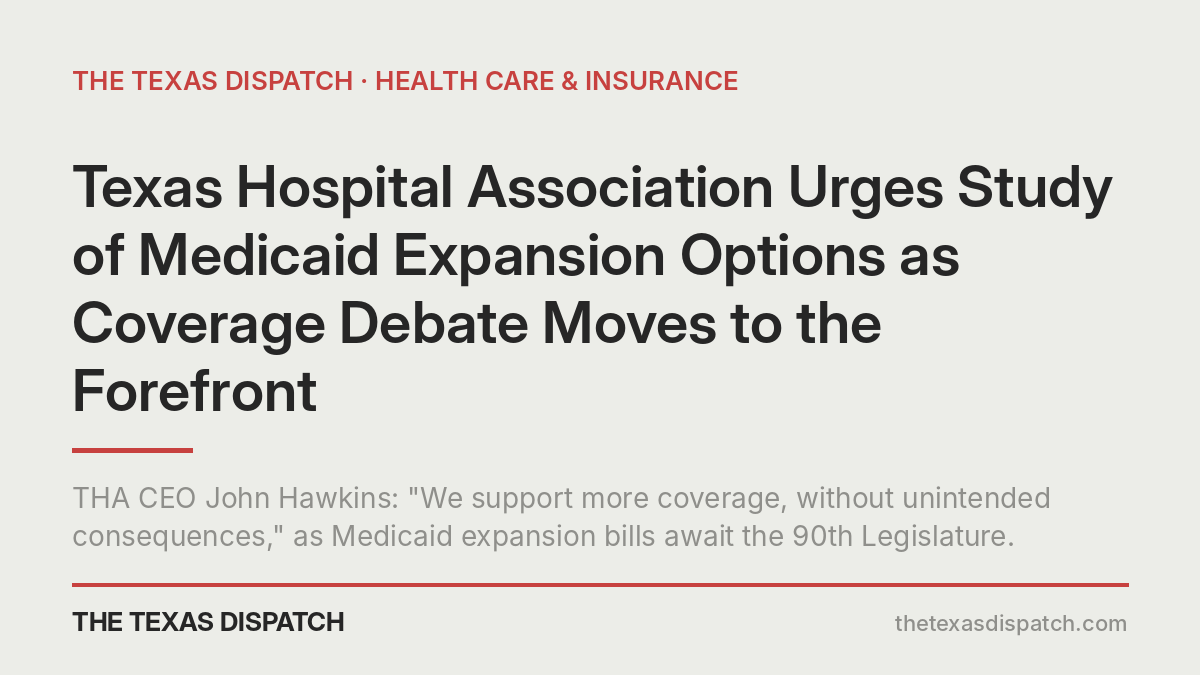 THE TEXAS DISPATCH · HEALTH CARE & INSURANCE
Texas Hospital Association Urges Study
of Medicaid Expansion Options as
Coverage Debate Moves to the
Forefront
THA CEO John Hawkins: "We support more coverage, without unintended
consequences," as Medicaid expansion bills await the 90th Legislature.
THE TEXAS DISPATCH
thetexasdispatch.com